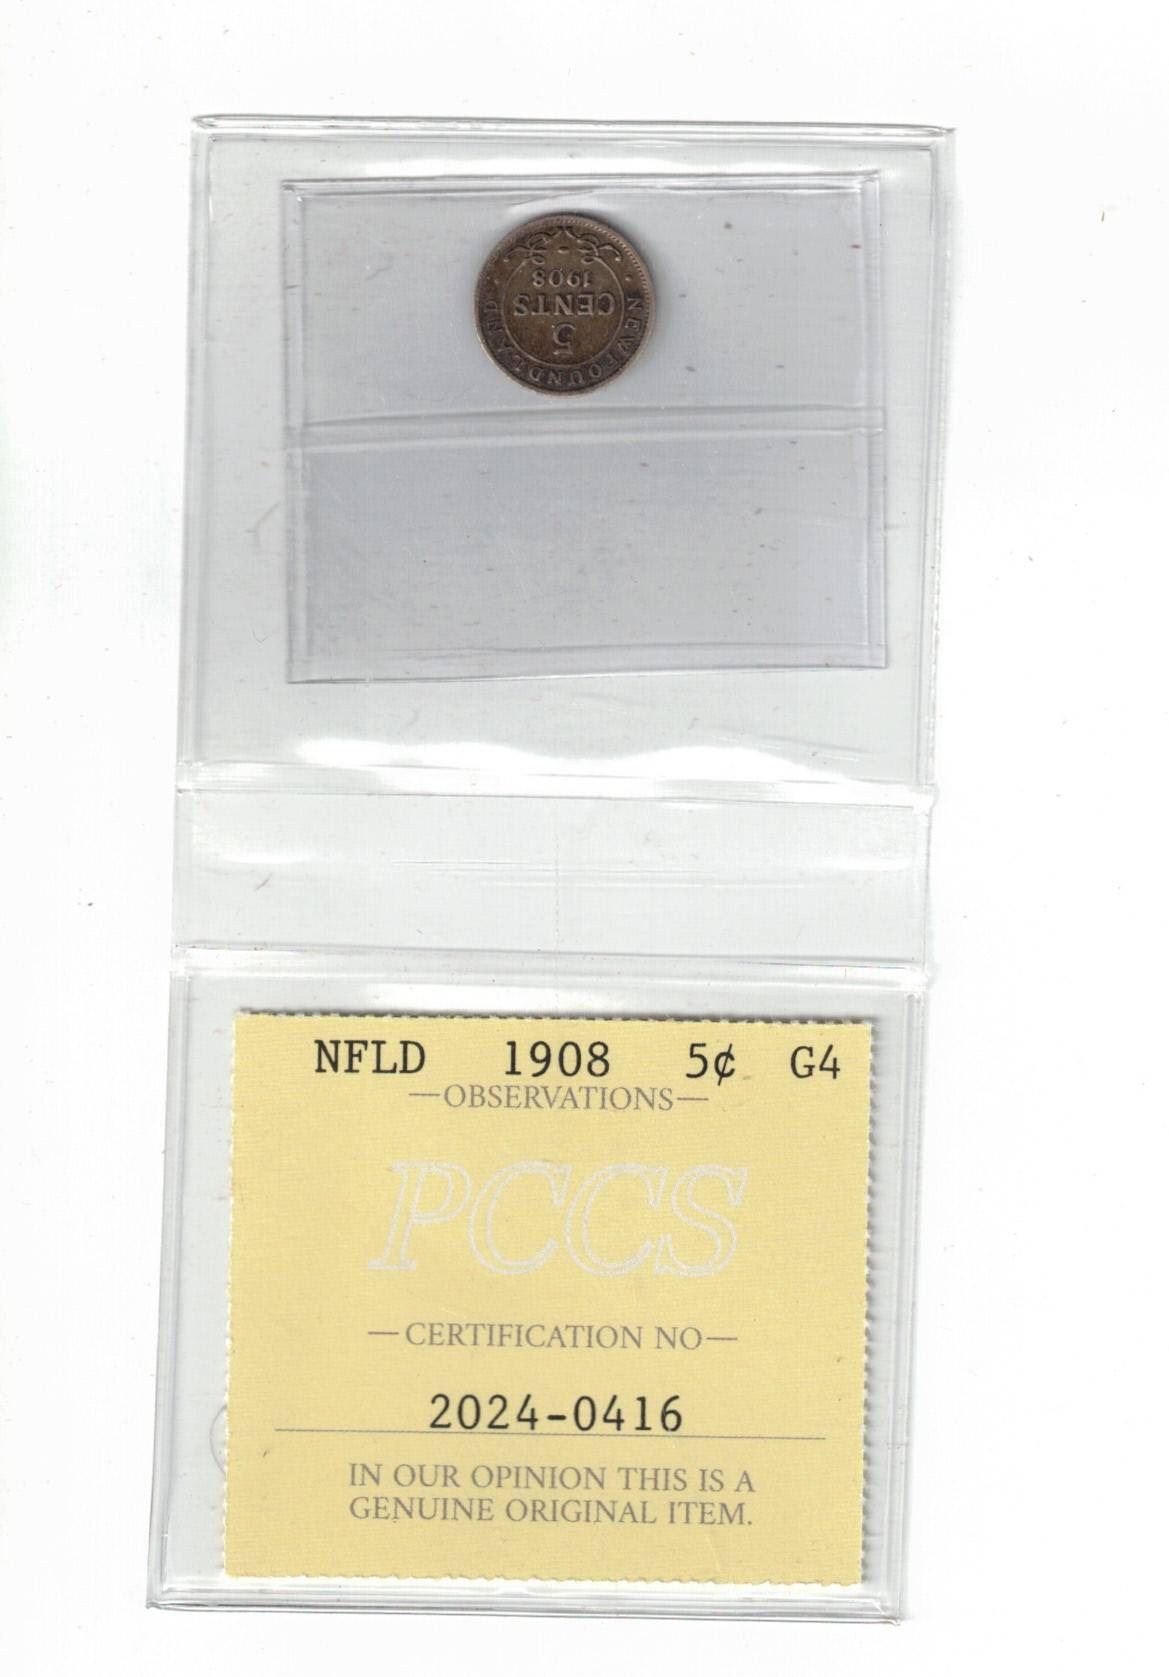 5
CENTS
1908
NEWFOUNDLAND
NFLD 1908 5¢ G4
—OBSERVATIONS—
PCCS
—CERTIFICATION NO—
2024-0416
IN OUR OPINION THIS IS A
GENUINE ORIGINAL ITEM.